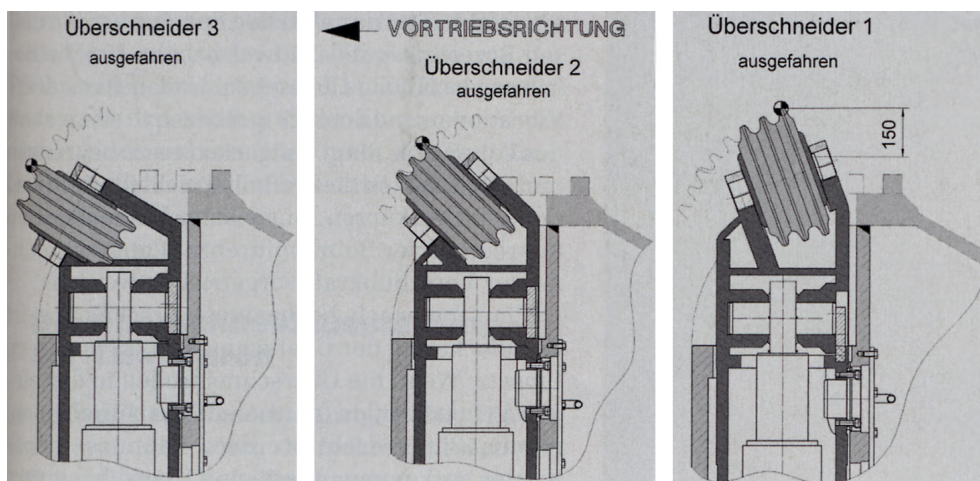 Überschneider 3
ausgefahren
VORTRIEBSRICHTUNG
Überschneider 2
ausgefahren
Überschneider 1
ausgefahren
150